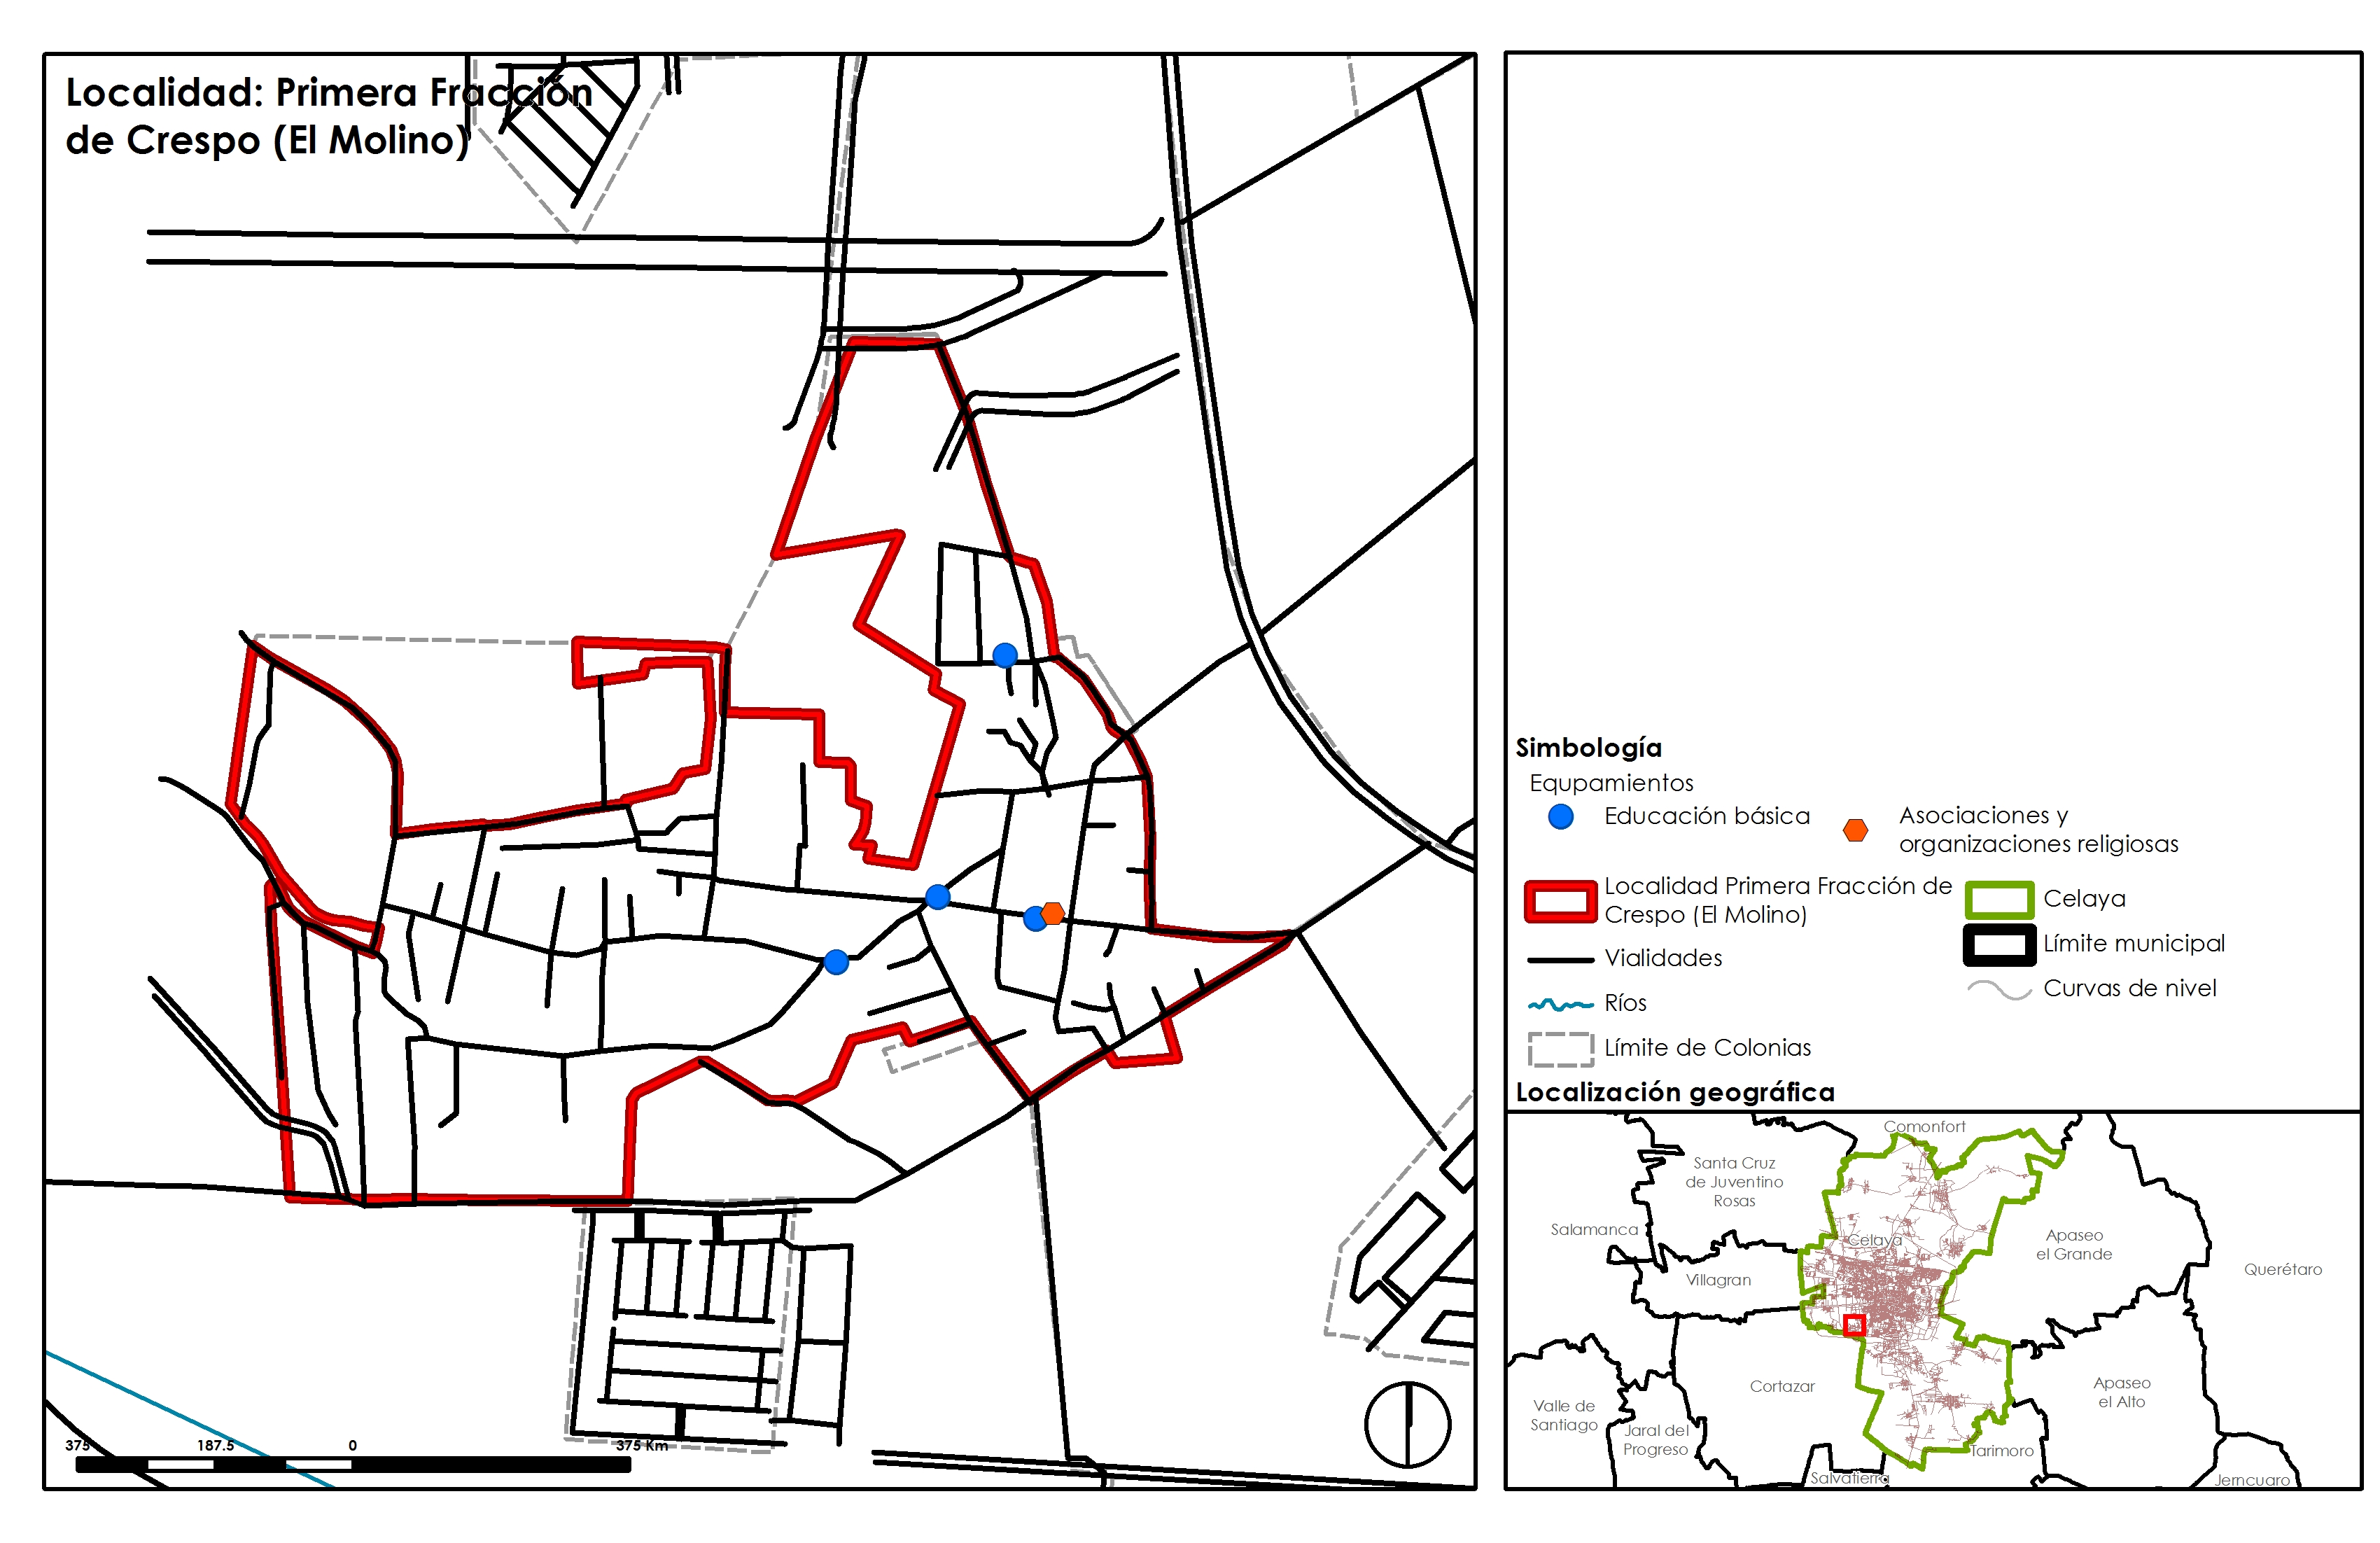 Localidad: Primera Fracción
de Crespo (El Molino)
375
187.5
0
375 Km
Simbología
Equpamientos
Educación básica
Asociaciones y
organizaciones religiosas
Localidad Primera Fracción de
Crespo (El Molino)
Celaya
Límite municipal
Vialidades
Curvas de nivel
Ríos
Límite de Colonias
Localización geográfica
Comonfort
Santa Cruz
de Juventino
Rosas
Salamanca
Celaya
Apaseo
el Grande
Querétaro
Villagran
Cortazar
Apaseo
el Alto
Valle de
Santiago
Jaral del
Progreso
Tarimoro
Salvatierra
Jerncuaro